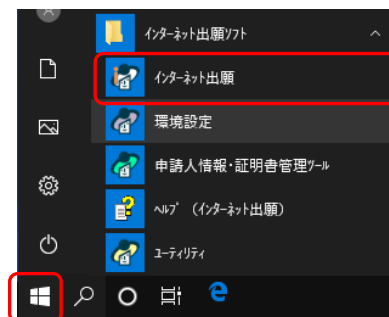 ｲﾝﾀｰﾈｯﾄ出願ｿﾌﾄ
ｲﾝﾀｰﾈｯﾄ出願
環境設定
申請人情報・証明書管理ﾂｰﾙ
ﾍﾙﾌﾟ (ｲﾝﾀｰﾈｯﾄ出願)
ﾕｰﾃｨﾘﾃｨ